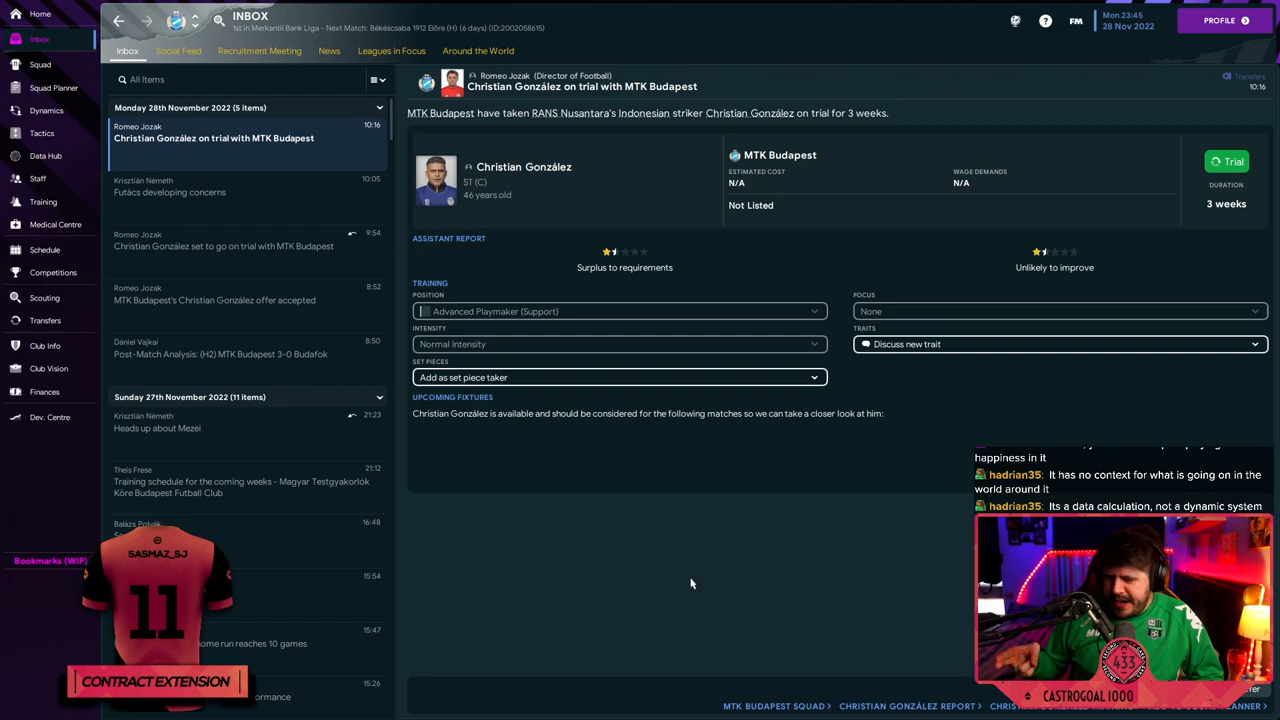 Home
INBOX
1st in Merkantil Bank Liga - Next Match: Békéscsaba 1912 Előre (H) (6 days) (ID:2002058615)
FM
Mon 23:45
28 Nov 2022
PROFILE
Inbox
Squad
Squad Planner
Dynamics
Tactics
Data Hub
Staff
Training
Medical Centre
Schedule
Competitions
Scouting
Transfers
Club Info
Club Vision
Finances
Dev. Centre
Bookmarks (WIP)
Inbox
Social Feed
Recruitment Meeting
News
Leagues in Focus
Around the World
All Items
Monday 28th November 2022 (5 items)
Romeo Jozak
10:16
Christian González on trial with MTK Budapest
Krisztián Németh
10:05
Futács developing concerns
Romeo Jozak
9:54
Christian González set to go on trial with MTK Budapest
Romeo Jozak
8:52
MTK Budapest's Christian González offer accepted
Dániel Vajkai
8:50
Post-Match Analysis: (H2) MTK Budapest 3-0 Budafok
Sunday 27th November 2022 (11 items)
Krisztián Németh
21:23
Heads up about Mezei
Theis Frese
21:12
Training schedule for the coming weeks - Magyar Testgyakorlók
Köre Budapest Futball Club
Balázs Polyák
16:48
15:54
15:47
home run reaches 10 games
15:26
Romeo Jozak (Director of Football)
Christian González on trial with MTK Budapest
Transfers
10:16
MTK Budapest have taken RANS Nusantara's Indonesian striker Christian González on trial for 3 weeks.
Christian González
ST (C)
46 years old
MTK Budapest
ESTIMATED COST
N/A
WAGE DEMANDS
N/A
Not Listed
Trial
DURATION
3 weeks
ASSISTANT REPORT
Surplus to requirements
Unlikely to improve
TRAINING
POSITION
Advanced Playmaker (Support)
FOCUS
None
INTENSITY
Normal Intensity
TRAITS
Discuss new trait
SET PIECES
Add as set piece taker
UPCOMING FIXTURES
Christian González is available and should be considered for the following matches so we can take a closer look at him:
happiness in it
hadrian35: It has no context for what is going on in the
world around it
hadrian35: Its a data calculation, not a dynamic system
SASMAZ_SJ
11
CONTRACT EXTENSION
433
CASTROGOAL1000
MTK BUDAPEST SQUAD >
CHRISTIAN GONZÁLEZ REPORT >